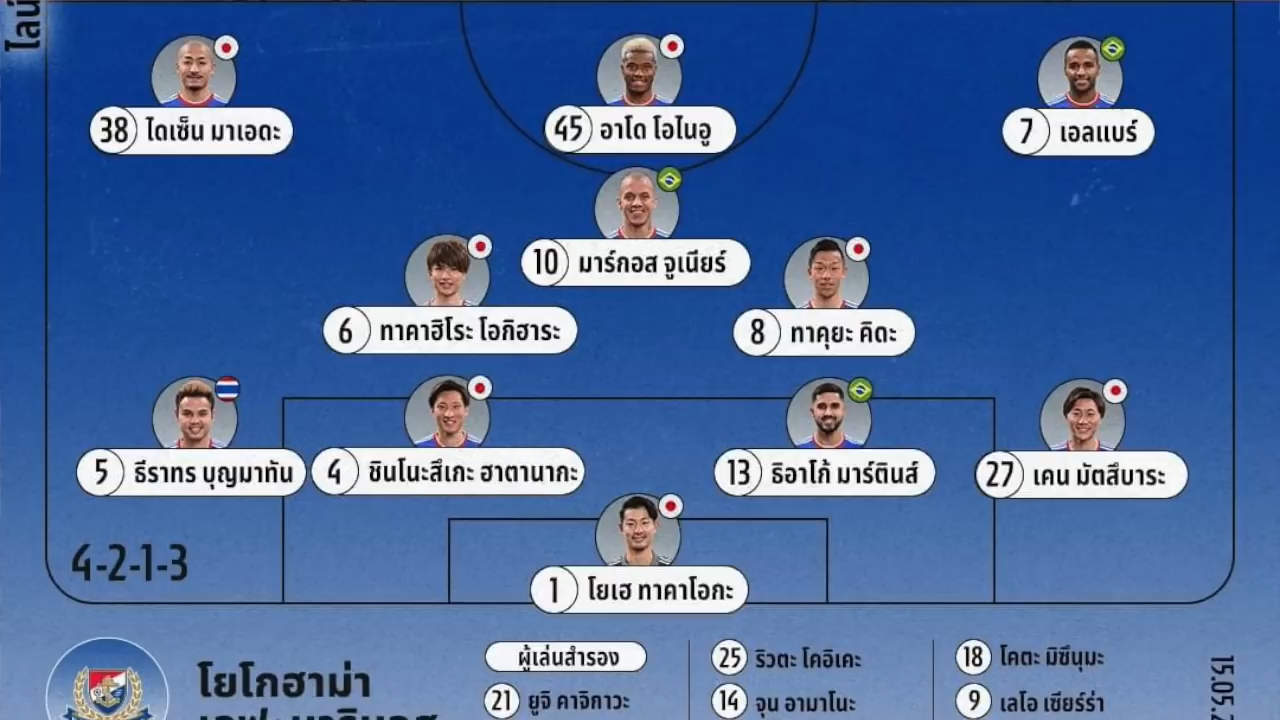 ไลน์
38 ไดเซ็น มาเอดะ
45 อาโด โอไนอู
7 เอลแบร์
10 มาร์กอส จูเนียร์
6 ทาคาฮิโระ โอกิฮาระ
8 ทาคุยะ คิดะ
5 ธีราทร บุญมาทัน
4 ชินโนะสึเกะ ฮาตานากะ
13 ธิอาโก้ มาร์ตินส์
27 เคน มัตสึบาระ
4-2-1-3
1 โยเฮ ทาคาโอกะ
โยโกฮาม่า
ผู้เล่นสำรอง
21 ยูจิ คาจิกาวะ
25 ริวตะ โคอิเคะ
14 จุน อามาโนะ
18 โคตะ มิซึนุมะ
9 เลโอ เซียร์ร่า
15.05.